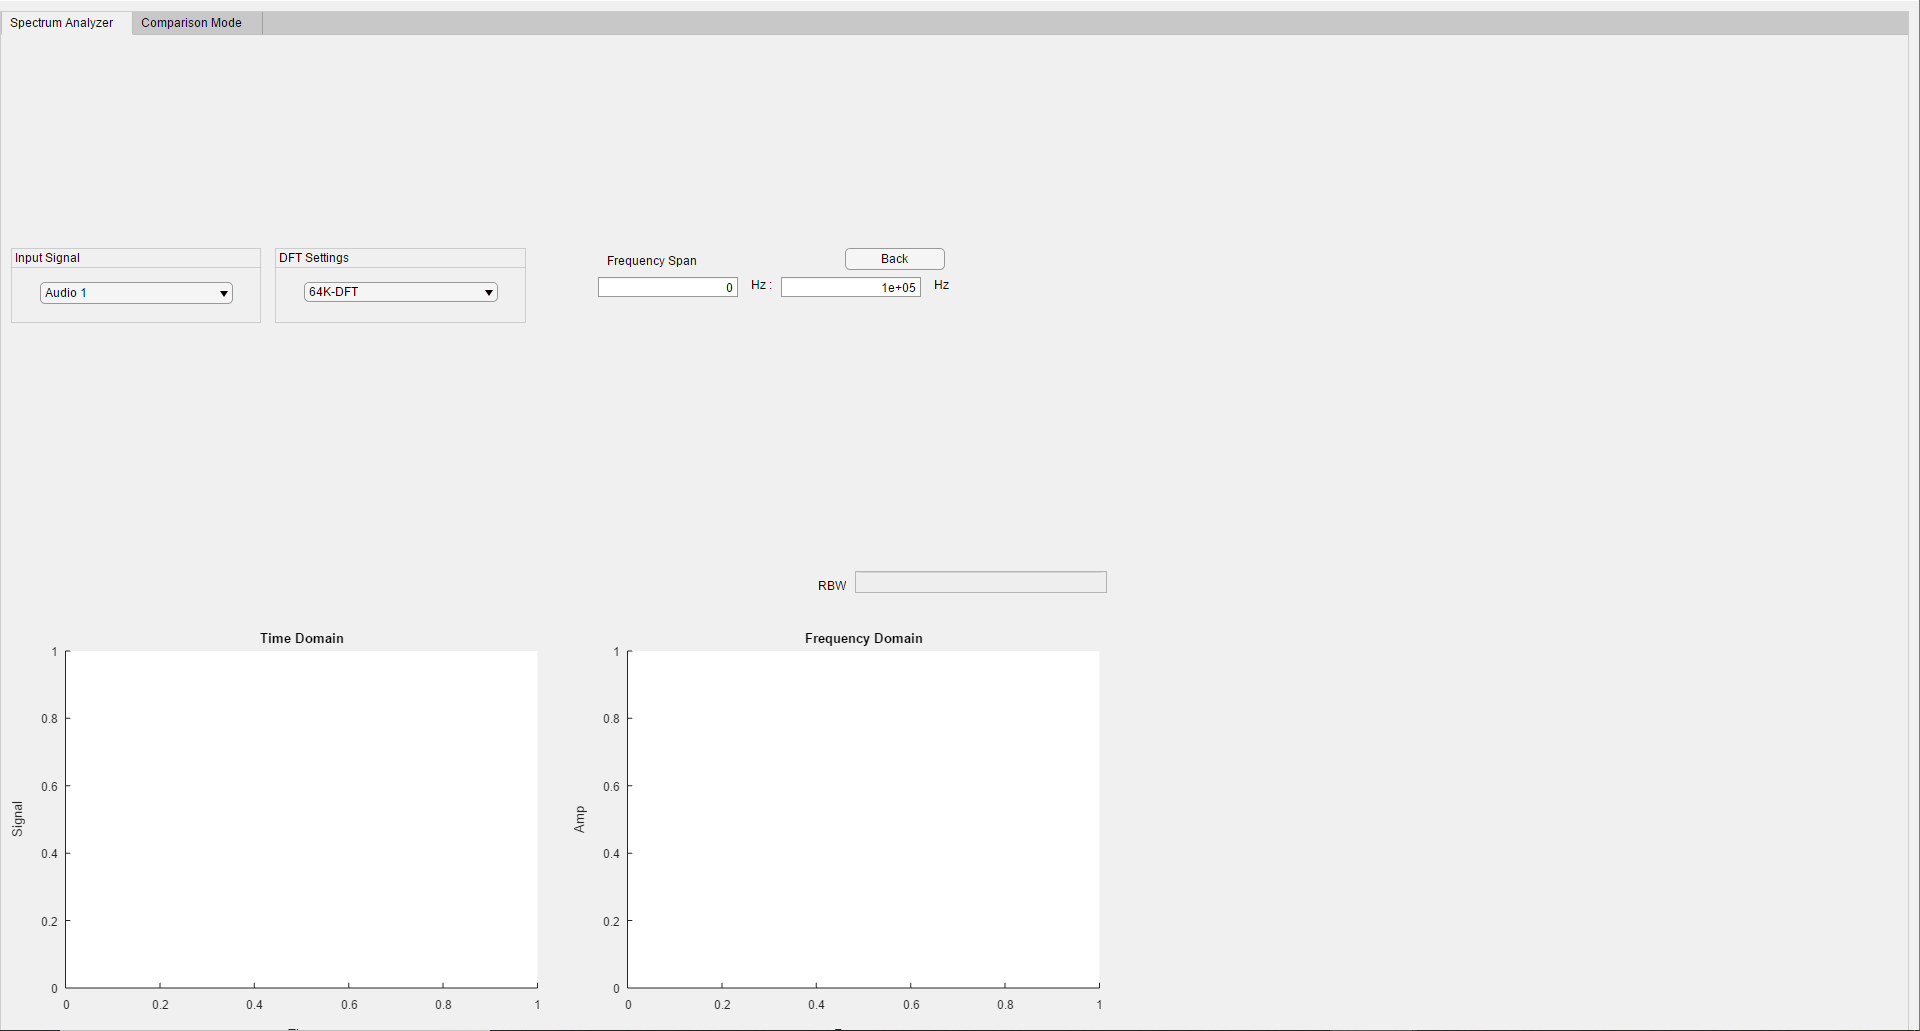 Spectrum Analyzer
Comparison Mode
Input Signal
Audio 1
DFT Settings
64K-DFT
Frequency Span
Back
0
Hz :
1e+05
Hz
RBW
Time Domain
1
0.8
0.6
0.4
0.2
0
Signal
0
0.2
0.4
0.6
0.8
1
Frequency Domain
1
0.8
0.6
0.4
0.2
0
Amp
0
0.2
0.4
0.6
0.8
1